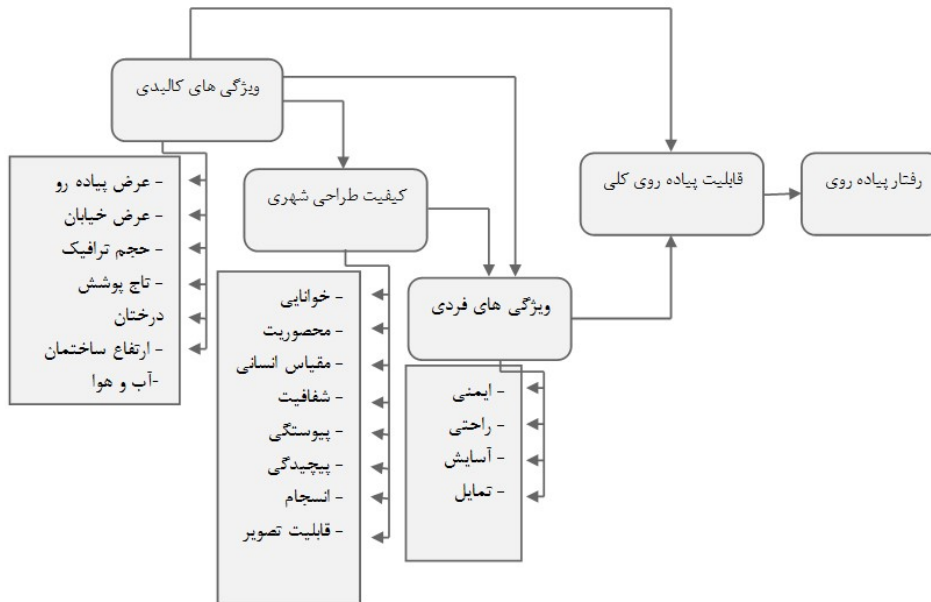 ویژگی های کالبدی
- عرض پیاده رو
- عرض خیابان
- حجم ترافیک
- تاج پوشش
درختان
- ارتفاع ساختمان
-آب و هوا
کیفیت طراحی شهری
- خوانایی
- محصوریت
- مقیاس انسانی
- شفافیت
- پیوستگی
- پیچیدگی
- انسجام
- قابلیت تصویر
ویژگی های فردی
- ایمنی
- راحتی
- آسایش
- تمایل
قابلیت پیاده روی کلی
رفتار پیاده روی